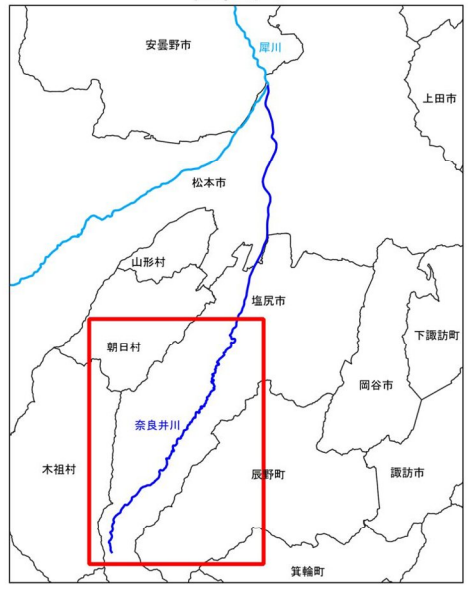 安曇野市
犀川
上田市
松本市
山形村
塩尻市
下諏訪町
朝日村
岡谷市
奈良井川
木祖村
辰野町
諏訪市
箕輪町